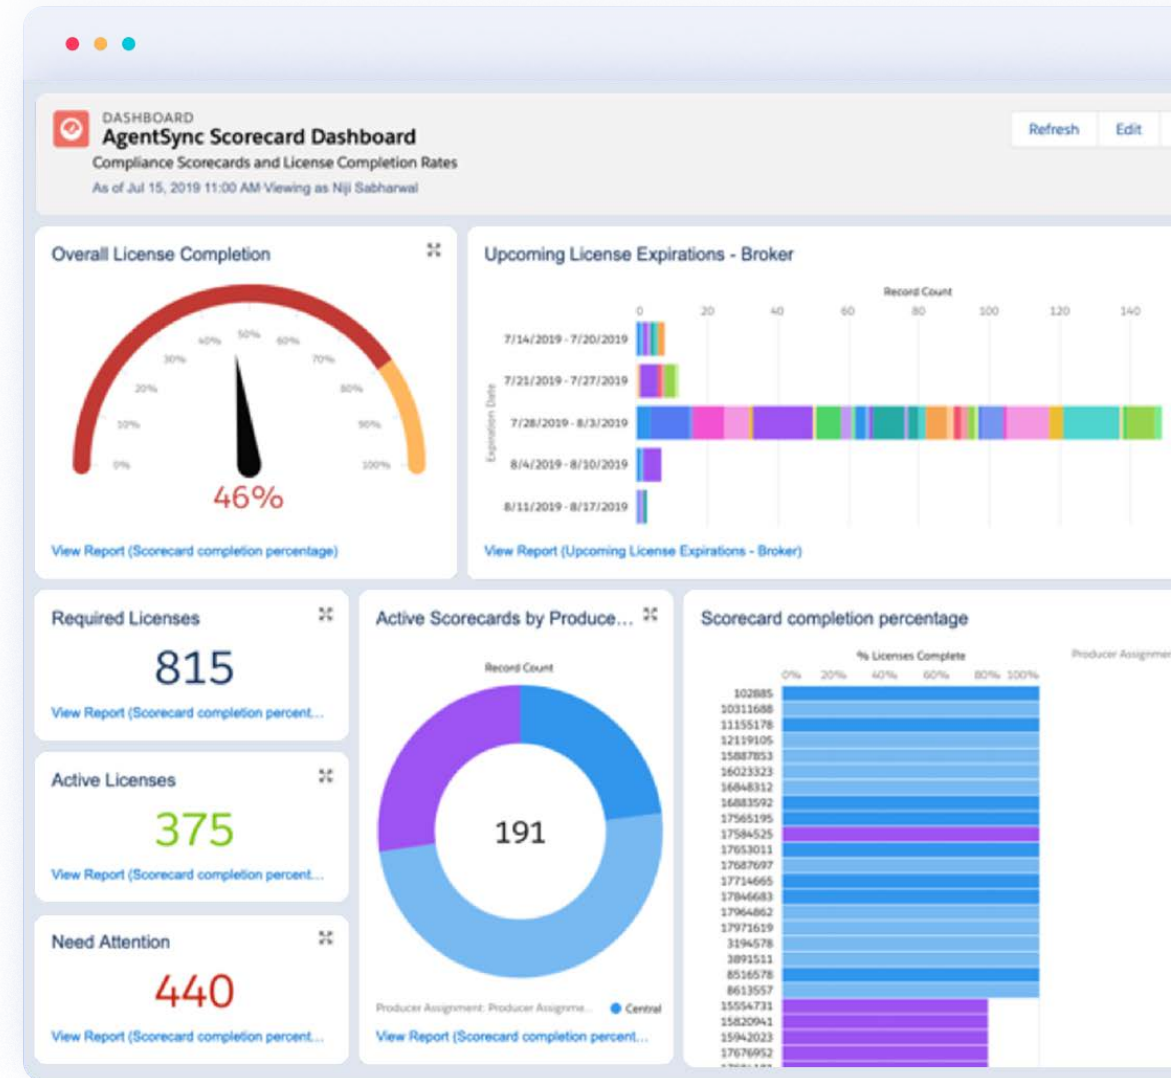 DASHBOARD
AgentSync Scorecard Dashboard
Compliance Scorecards and License Completion Rates
As of Jul 15, 2019 11:00 AM·Viewing as Niji Sabharwal
Refresh
Edit
Overall License Completion
0%
10%
20%
30%
40%
50%
60%
70%
80%
90%
100%
46%
View Report (Scorecard completion percentage)
Upcoming License Expirations - Broker
Record Count
0 20 40 60 80 100 120 140
Expiration Date
7/14/2019 - 7/20/2019
7/21/2019 - 7/27/2019
7/28/2019 - 8/3/2019
8/4/2019 - 8/10/2019
8/11/2019 - 8/17/2019
View Report (Upcoming License Expirations - Broker)
Required Licenses
815
View Report (Scorecard completion percent...
Active Licenses
375
View Report (Scorecard completion percent...
Need Attention
440
View Report (Scorecard completion percent...
Active Scorecards by Produce...
Record Count
191
Producer Assignment: Producer Assignme...
Central
View Report (Scorecard completion percent...
Scorecard completion percentage
% Licenses Complete
Producer Assignmen
0% 20% 40% 60% 80% 100%
102885
10311688
11155178
12119105
15887853
16023323
16848312
16883592
17565195
17584525
17653011
17687697
17714665
17846683
17964862
17971619
3194578
3891511
8516578
8613557
15554731
15820941
15942023
17676952